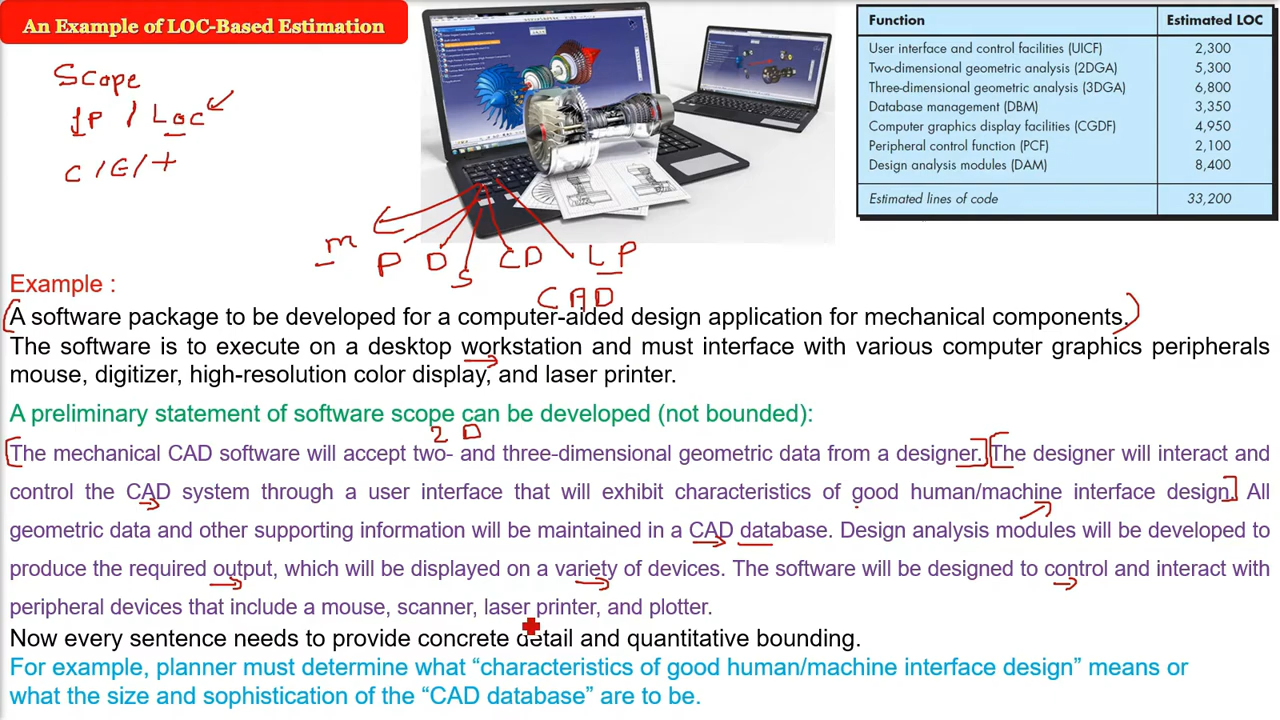 An Example of LOC-Based Estimation
Scope
FP / LOC
C / E / T
m
P D S CD LP
CAD
Function Estimated LOC
User interface and control facilities (UICF) 2,300
Two-dimensional geometric analysis (2DGA) 5,300
Three-dimensional geometric analysis (3DGA) 6,800
Database management (DBM) 3,350
Computer graphics display facilities (CGDF) 4,950
Peripheral control function (PCF) 2,100
Design analysis modules (DAM) 8,400
Estimated lines of code 33,200
Example :
A software package to be developed for a computer-aided design application for mechanical components.
The software is to execute on a desktop workstation and must interface with various computer graphics peripherals
mouse, digitizer, high-resolution color display, and laser printer.
A preliminary statement of software scope can be developed (not bounded):
2 D
The mechanical CAD software will accept two- and three-dimensional geometric data from a designer. The designer will interact and
control the CAD system through a user interface that will exhibit characteristics of good human/machine interface design. All
geometric data and other supporting information will be maintained in a CAD database. Design analysis modules will be developed to
produce the required output, which will be displayed on a variety of devices. The software will be designed to control and interact with
peripheral devices that include a mouse, scanner, laser printer, and plotter.
Now every sentence needs to provide concrete detail and quantitative bounding.
For example, planner must determine what “characteristics of good human/machine interface design” means or
what the size and sophistication of the “CAD database” are to be.